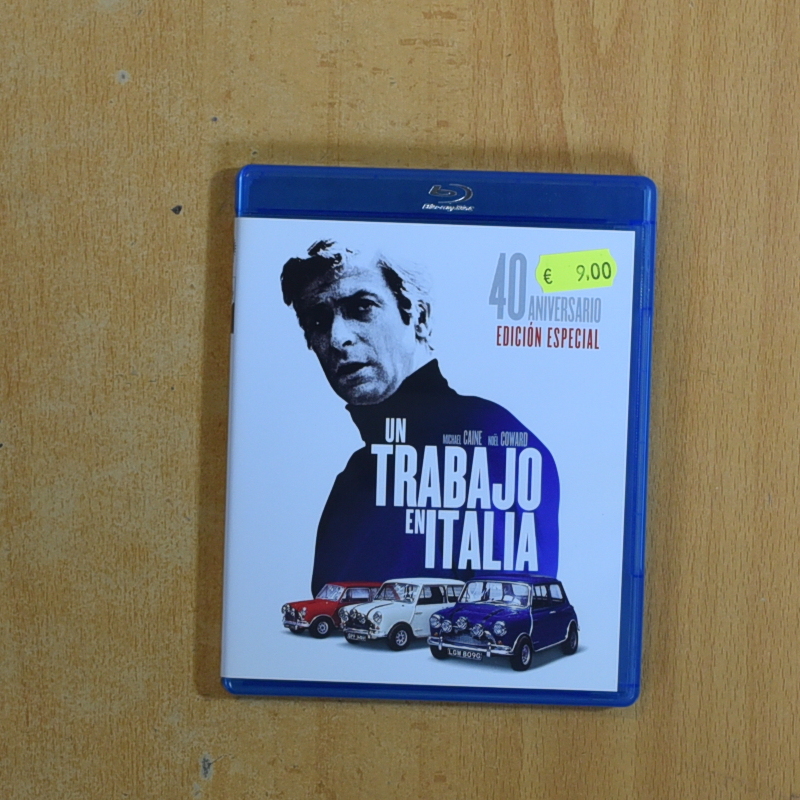 Blu-ray Disc
€ 9.00
40
ANIVERSARIO
EDICIÓN ESPECIAL
UN
MICHAEL CAINE NOËL COWARD
TRABAJO
EN ITALIA
LGW 809G